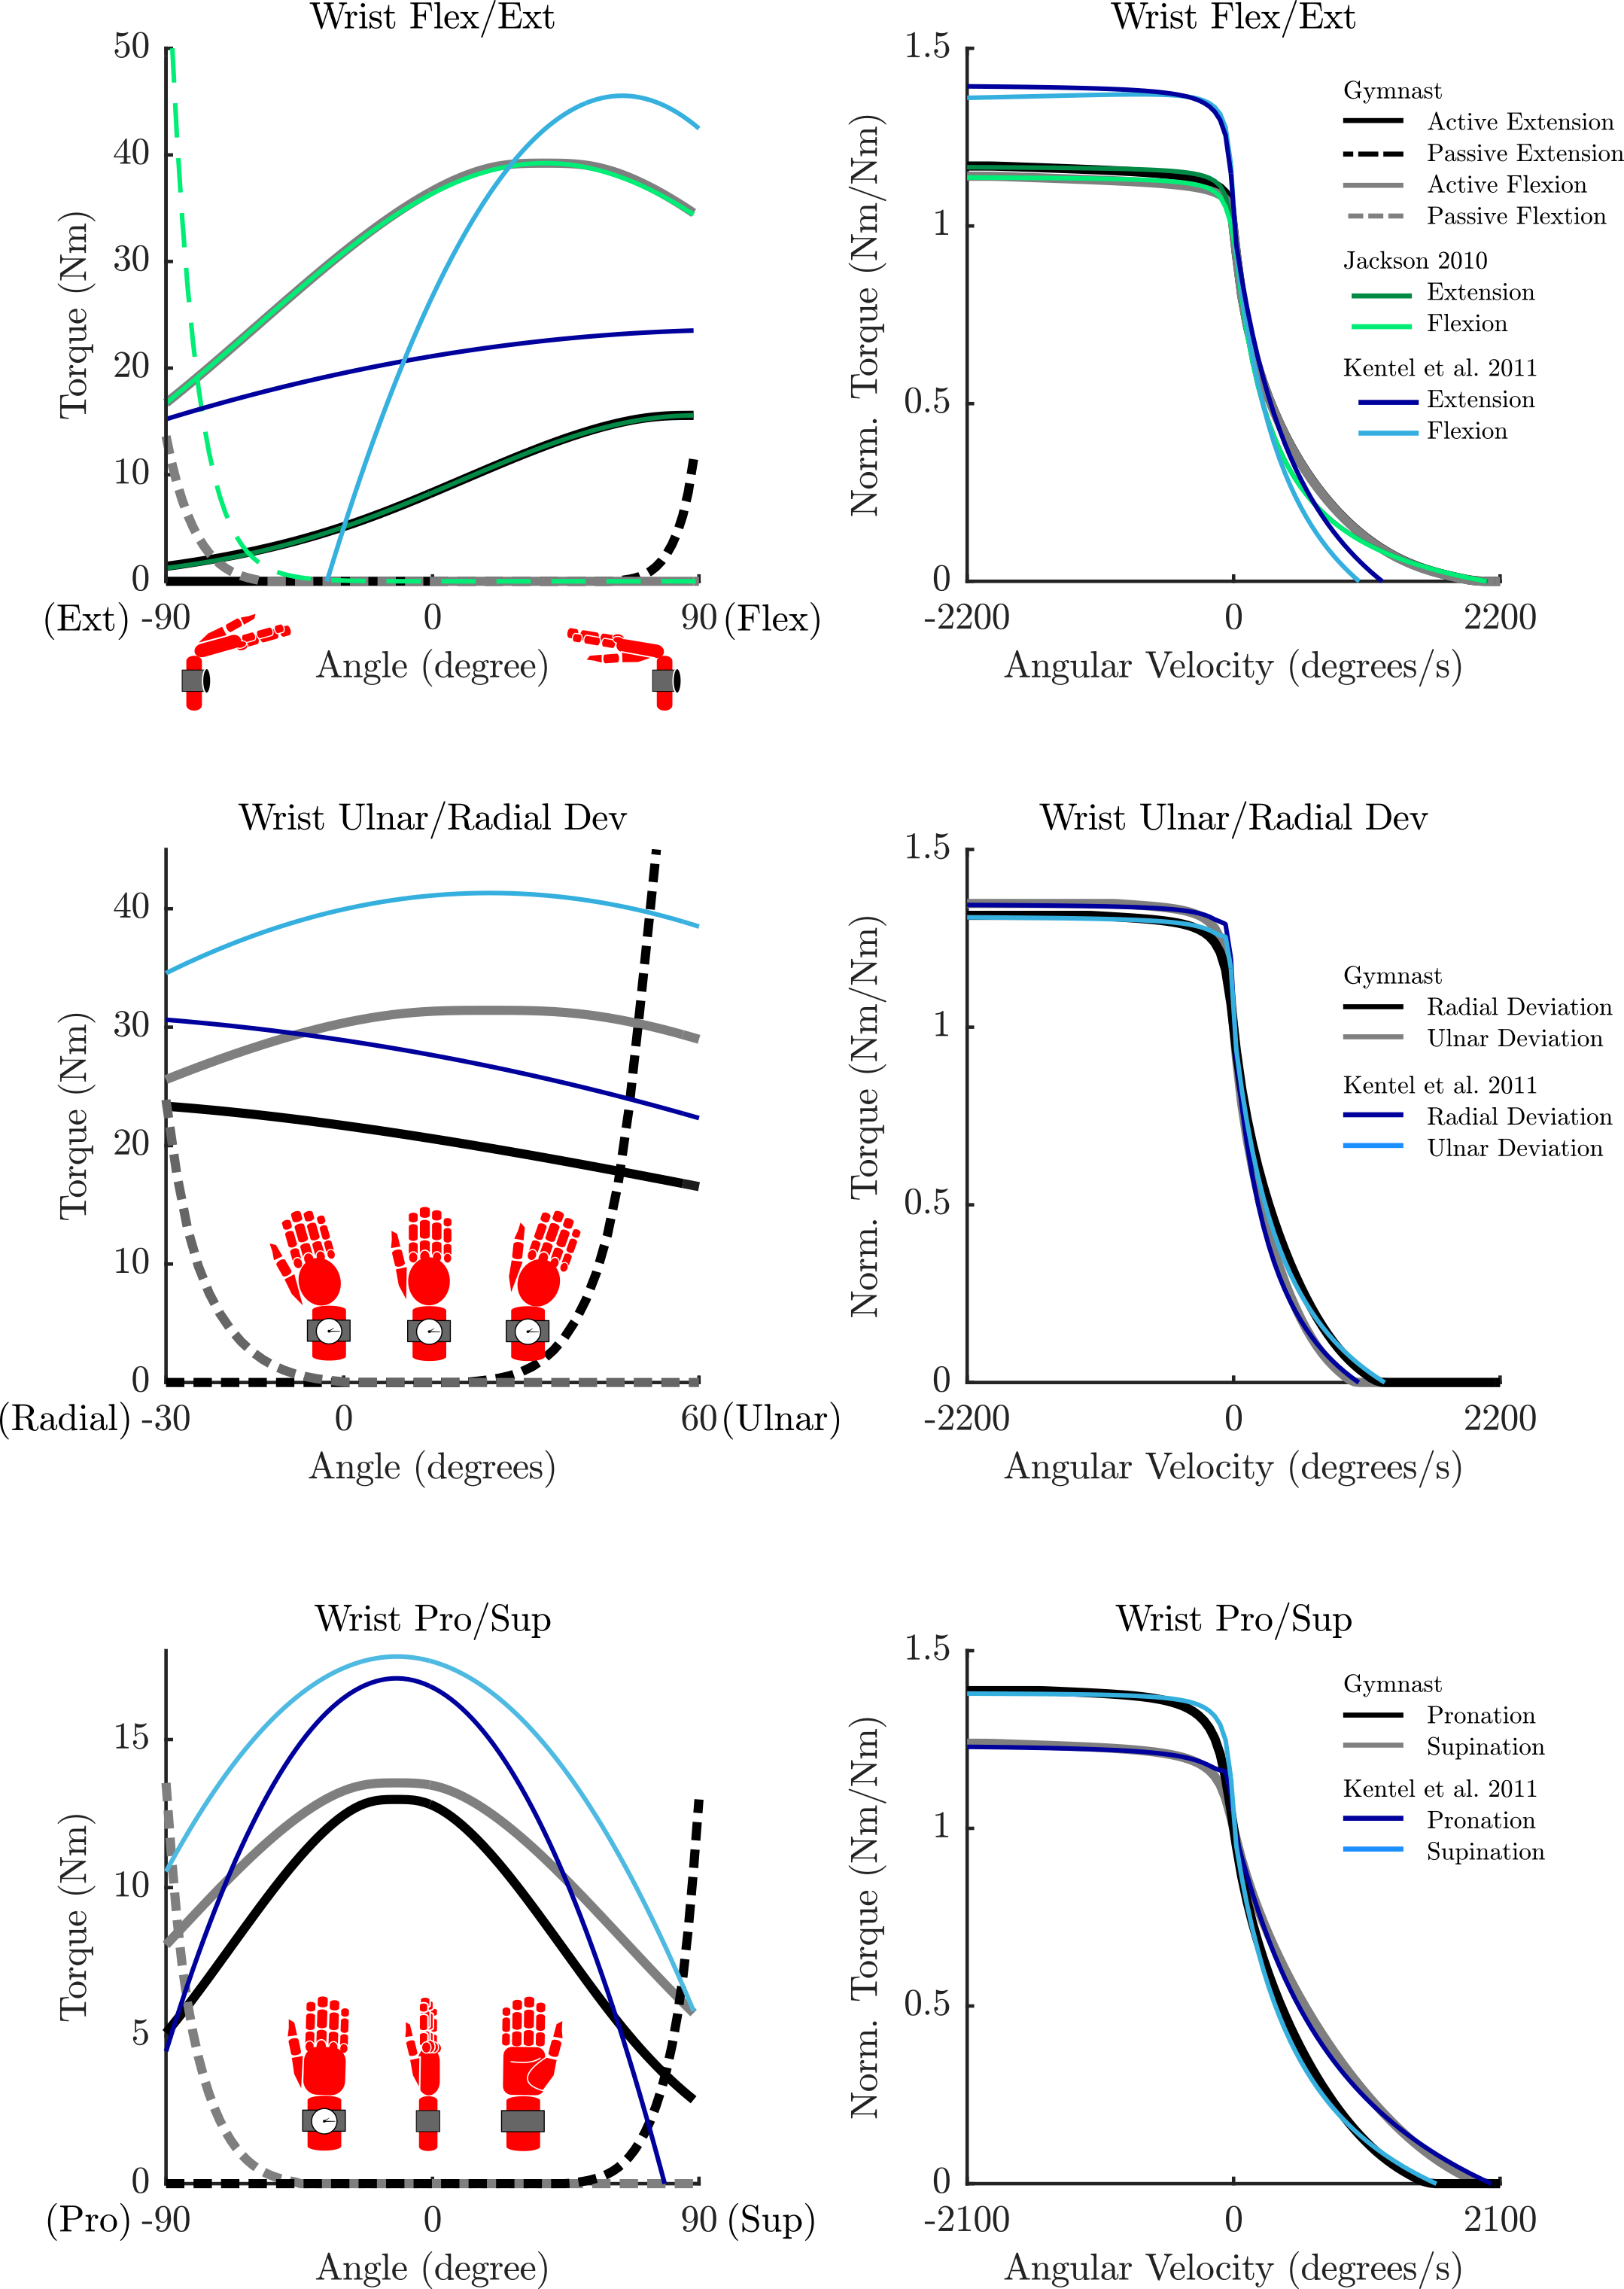 Wrist Flex/Ext
50
40
30
20
10
0
Torque (Nm)
(Ext) -90 0 90 (Flex)
Angle (degree)
Wrist Flex/Ext
1.5
1
0.5
0
Norm. Torque (Nm/Nm)
-2200 0 2200
Angular Velocity (degrees/s)
Gymnast
Active Extension
Passive Extension
Active Flexion
Passive Flextion
Jackson 2010
Extension
Flexion
Kentel et al. 2011
Extension
Flexion
Wrist Ulnar/Radial Dev
40
30
20
10
0
Torque (Nm)
(Radial) -30 0 60 (Ulnar)
Angle (degrees)
Wrist Ulnar/Radial Dev
1.5
1
0.5
0
Norm. Torque (Nm/Nm)
-2200 0 2200
Angular Velocity (degrees/s)
Gymnast
Radial Deviation
Ulnar Deviation
Kentel et al. 2011
Radial Deviation
Ulnar Deviation
Wrist Pro/Sup
15
10
5
0
Torque (Nm)
(Pro) -90 0 90 (Sup)
Angle (degree)
Wrist Pro/Sup
1.5
1
0.5
0
Norm. Torque (Nm/Nm)
-2100 0 2100
Angular Velocity (degrees/s)
Gymnast
Pronation
Supination
Kentel et al. 2011
Pronation
Supination